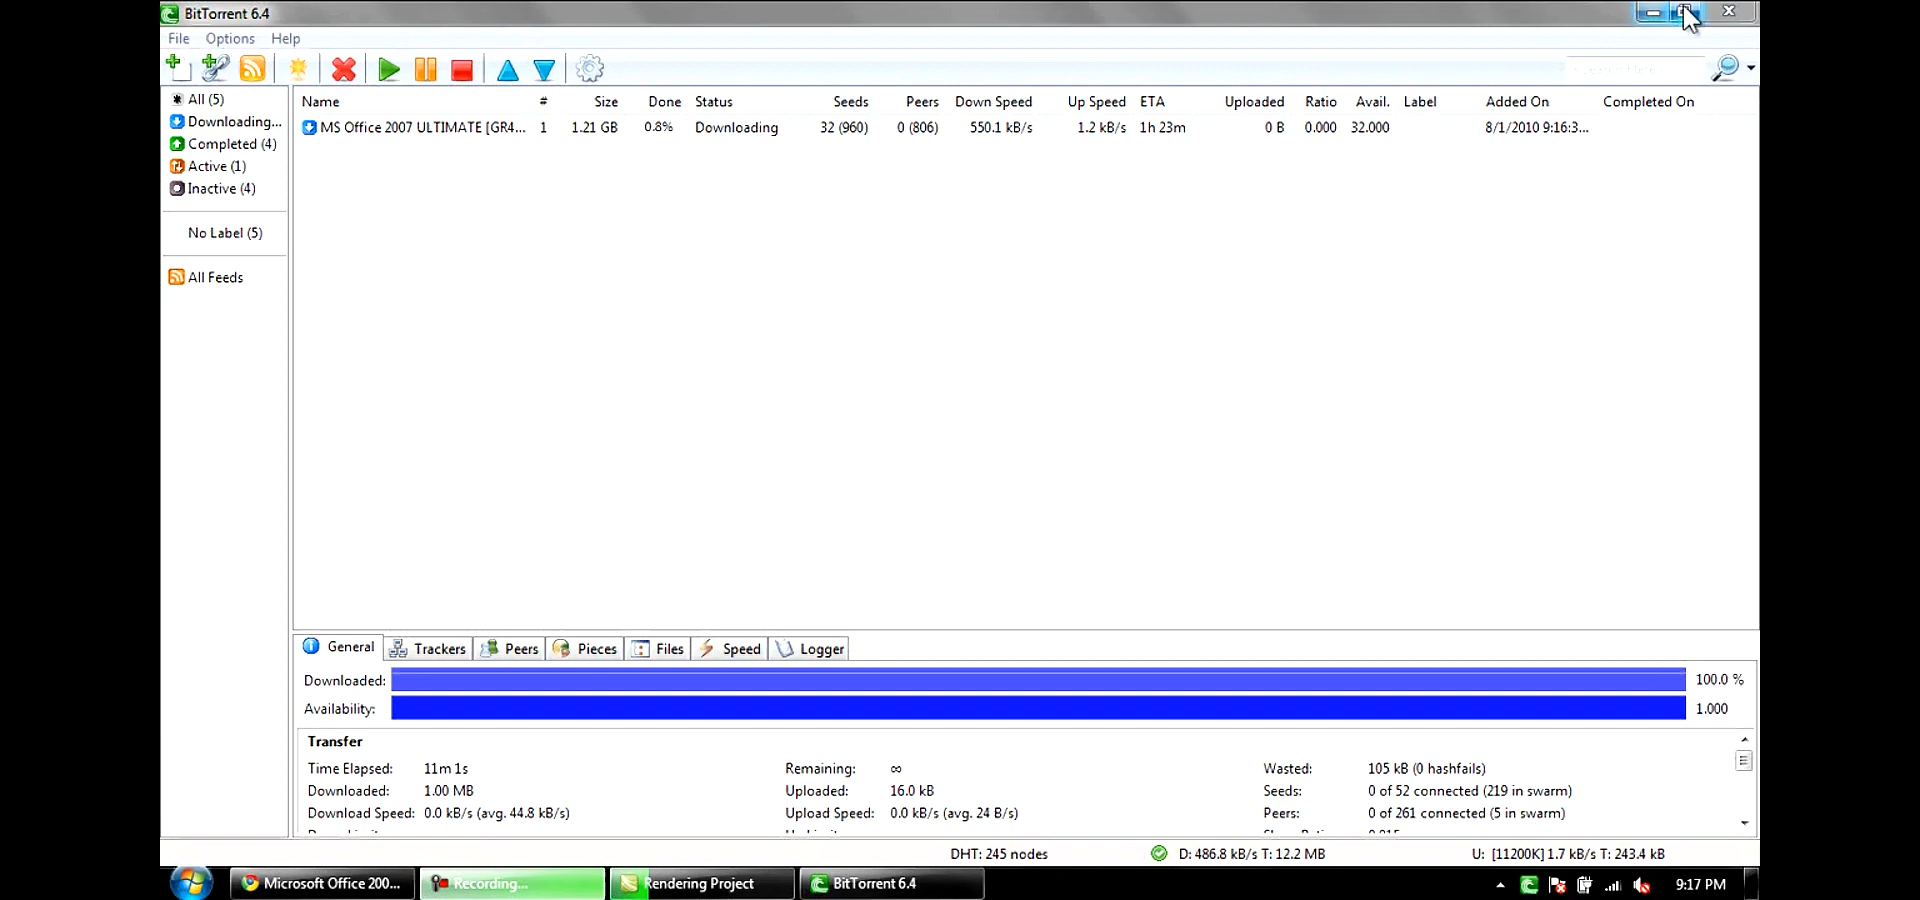 BitTorrent 6.4
File Options Help
All (5)
Downloading...
Completed (4)
Active (1)
Inactive (4)
No Label (5)
All Feeds
Name # Size Done Status Seeds Peers Down Speed Up Speed ETA Uploaded Ratio Avail. Label Added On Completed On
MS Office 2007 ULTIMATE [GR4... 1 1.21 GB 0.8% Downloading 32 (960) 0 (806) 550.1 kB/s 1.2 kB/s 1h 23m 0 B 0.000 32.000 8/1/2010 9:16:3...
General Trackers Peers Pieces Files Speed Logger
Downloaded: 100.0 %
Availability: 1.000
Transfer
Time Elapsed: 11m 1s Remaining: ∞ Wasted: 105 kB (0 hashfails)
Downloaded: 1.00 MB Uploaded: 16.0 kB Seeds: 0 of 52 connected (219 in swarm)
Download Speed: 0.0 kB/s (avg. 44.8 kB/s) Upload Speed: 0.0 kB/s (avg. 24 B/s) Peers: 0 of 261 connected (5 in swarm)
DHT: 245 nodes D: 486.8 kB/s T: 12.2 MB U: [11200K] 1.7 kB/s T: 243.4 kB
Microsoft Office 200... Recording... Rendering Project BitTorrent 6.4 9:17 PM